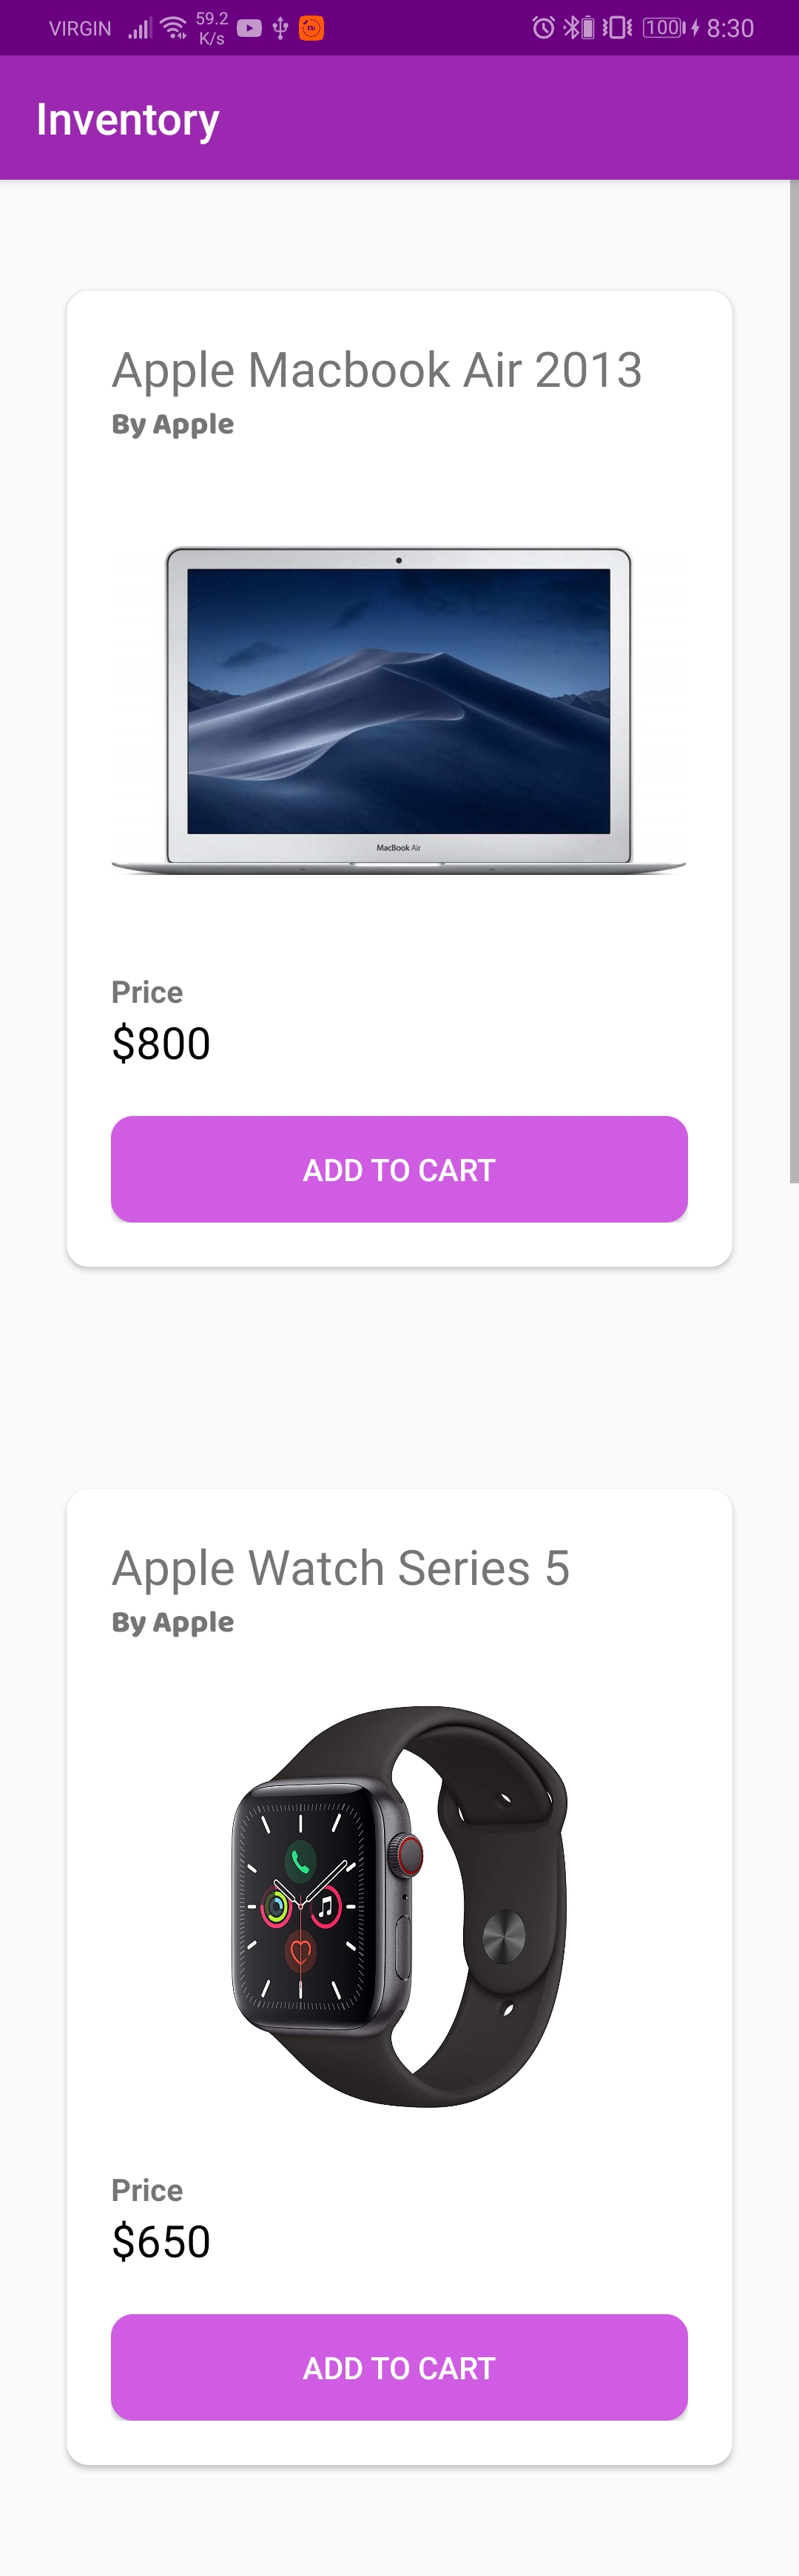 VIRGIN 59.2 K/s 100 8:30
Inventory
Apple Macbook Air 2013
By Apple
MacBook Air
Price
$800
ADD TO CART
Apple Watch Series 5
By Apple
Price
$650
ADD TO CART